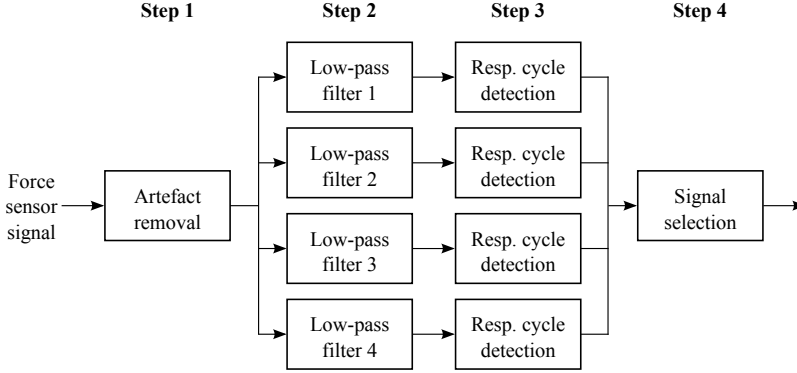 Step 1
Step 2
Step 3
Step 4
Force
sensor
signal
Artefact
removal
Low-pass
filter 1
Resp. cycle
detection
Low-pass
filter 2
Resp. cycle
detection
Low-pass
filter 3
Resp. cycle
detection
Low-pass
filter 4
Resp. cycle
detection
Signal
selection